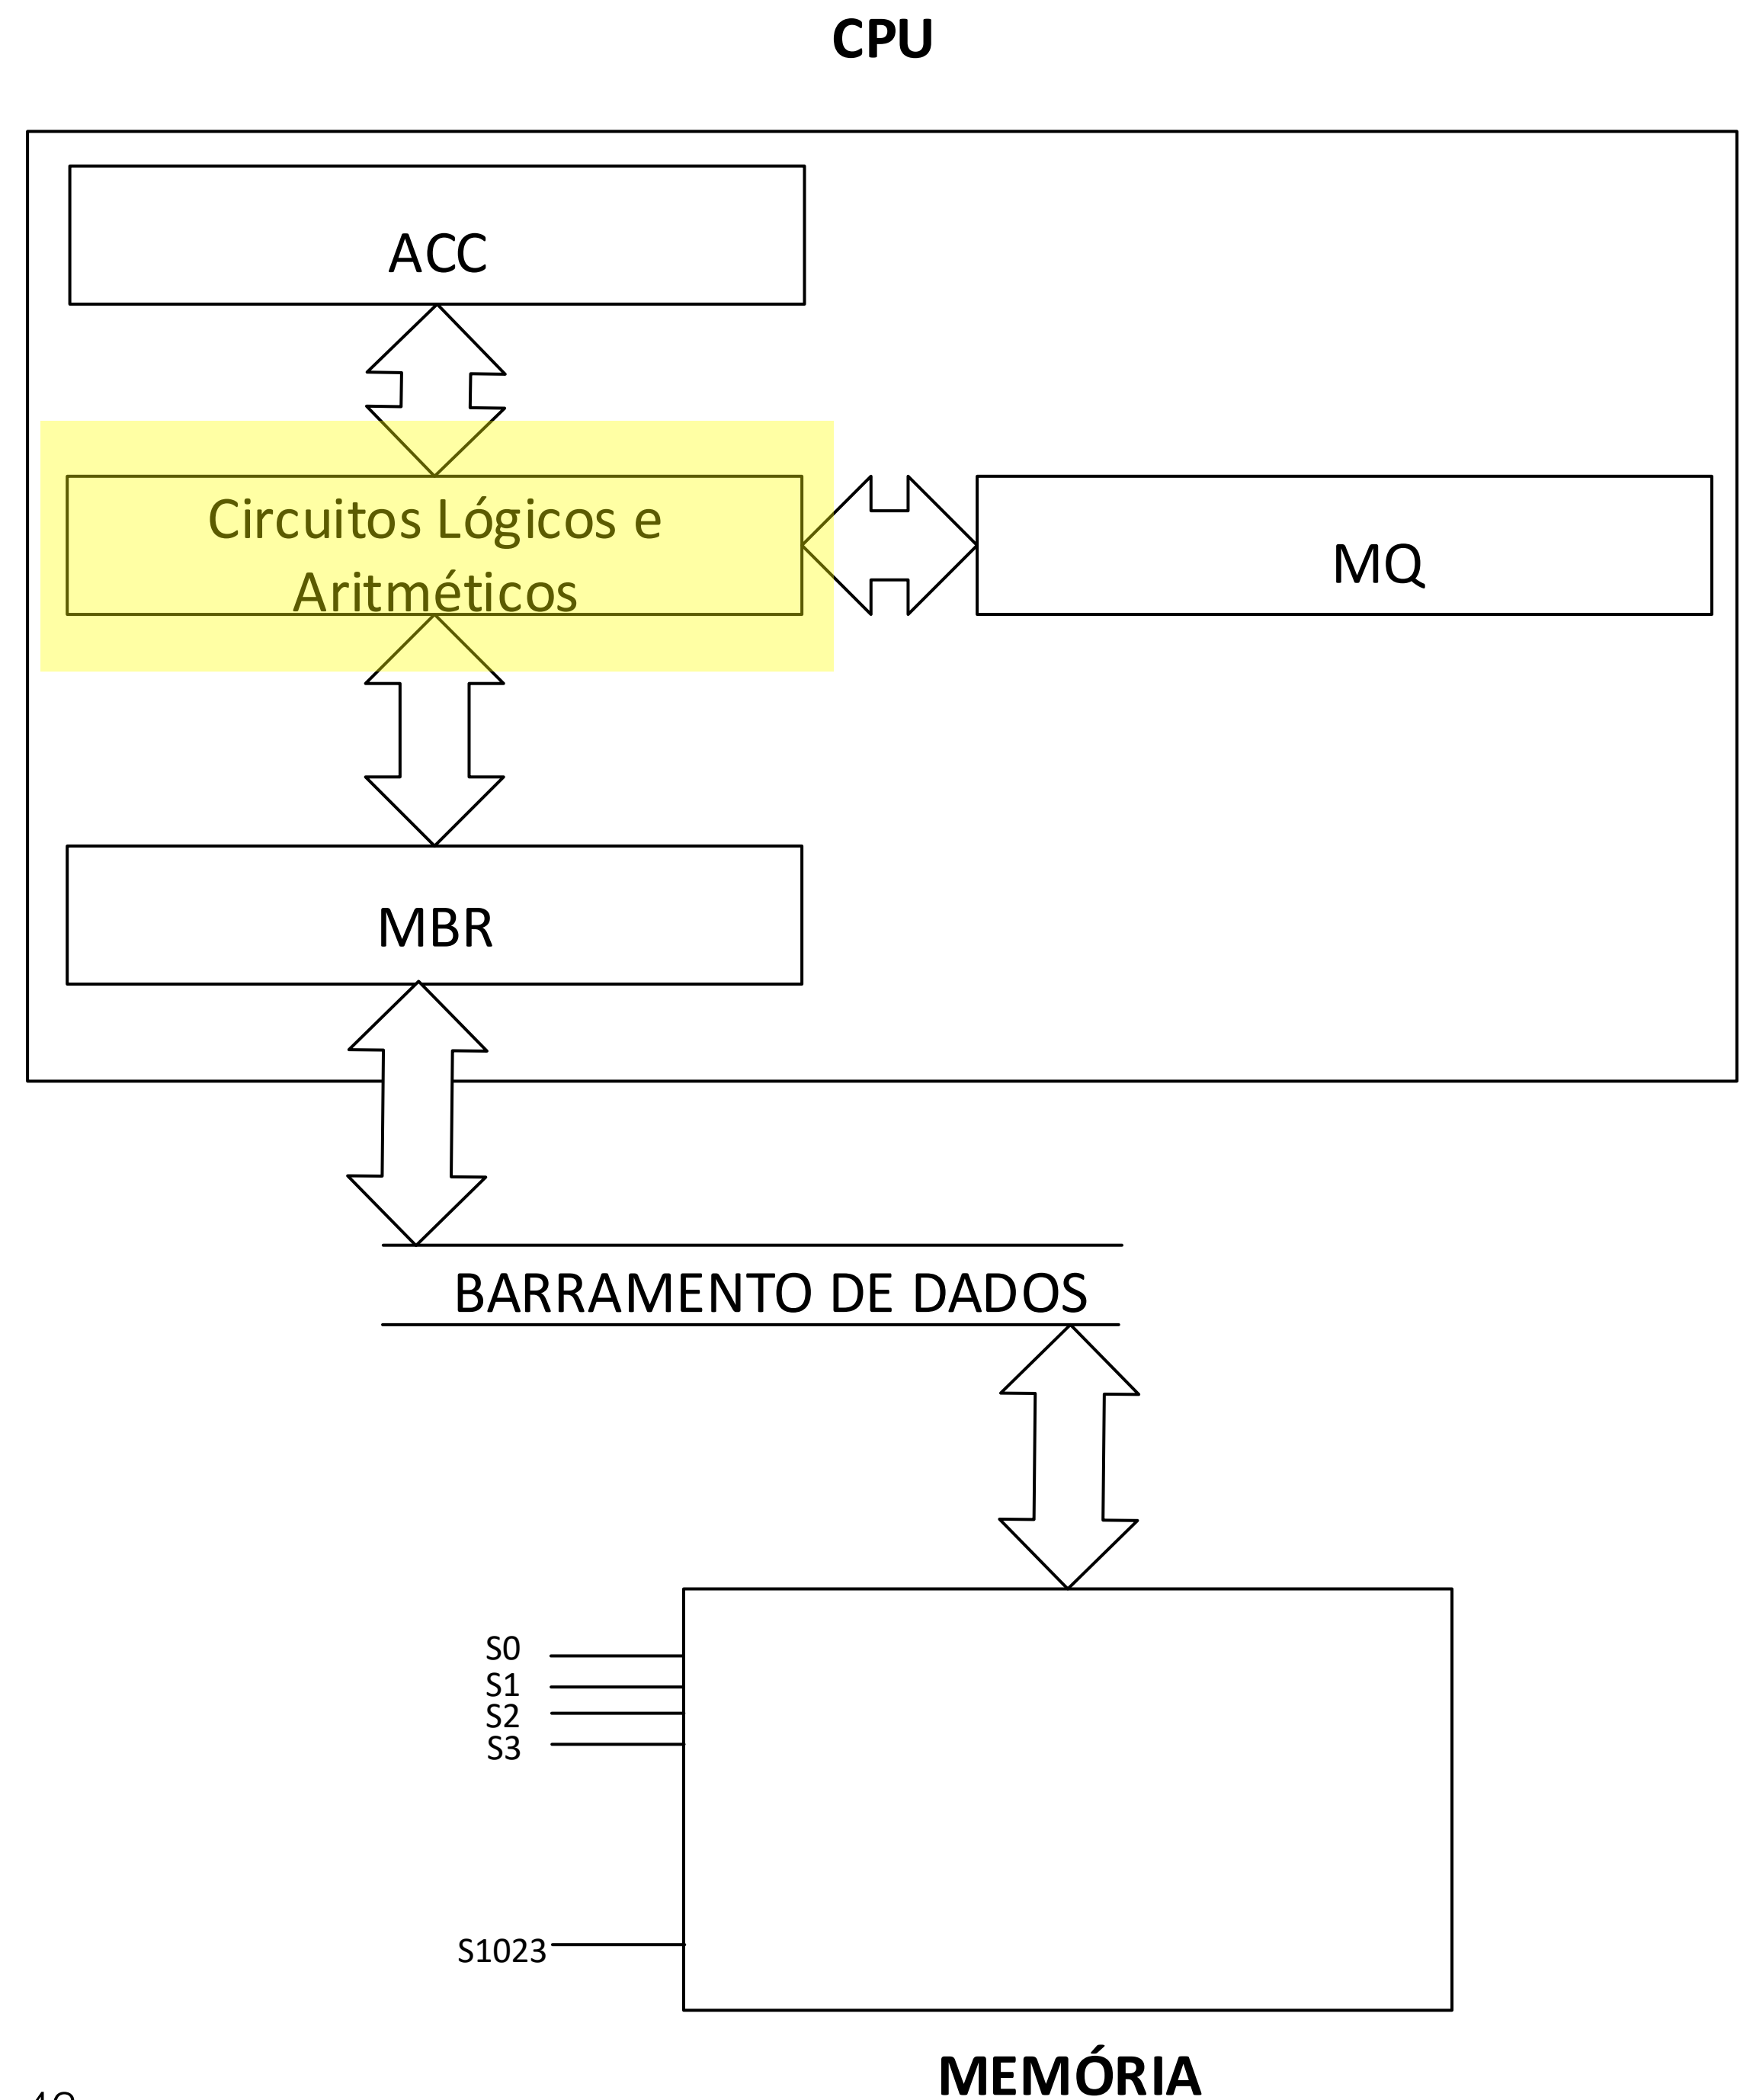 CPU
ACC
Circuitos Lógicos e
Aritméticos
MQ
MBR
BARRAMENTO DE DADOS
S0
S1
S2
S3
S1023
MEMÓRIA